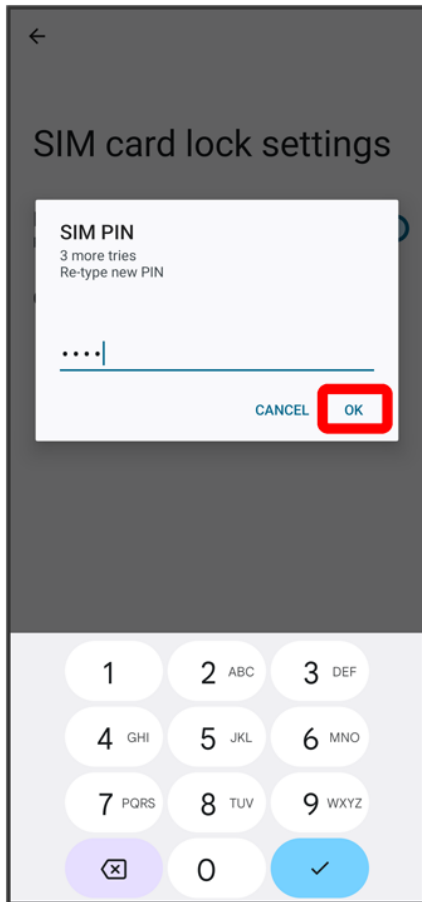 SIM card lock settings
SIM PIN
3 more tries
Re-type new PIN
••••
CANCEL OK
1 2 ABC 3 DEF
4 GHI 5 JKL 6 MNO
7 PQRS 8 TUV 9 WXYZ
0